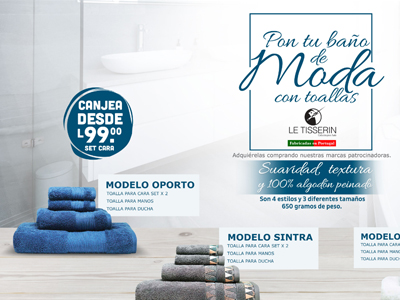 Pon tu baño
de
Moda
con toallas
LE TISSERIN
Fabricadas en Portugal
Adquiérelas comprando nuestras marcas patrocinadoras.
Suavidad, textura
y 100% algodón peinado
Son 4 estilos y 3 diferentes tamaños
650 gramos de peso.
CANJEA
DESDE
L99.00
SET CARA
MODELO OPORTO
TOALLA PARA CARA SET X 2
TOALLA PARA MANOS
TOALLA PARA DUCHA
MODELO SINTRA
TOALLA PARA CARA SET X 2
TOALLA PARA MANOS
TOALLA PARA DUCHA
MODELO
TOALLA PARA CARA
TOALLA PARA MANO
TOALLA PARA DUCH